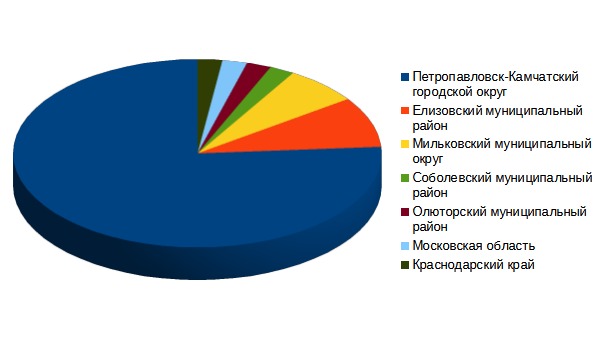 Петропавловск-Камчатский
городской округ
Елизовский муниципальный
район
Мильковский муниципальный
округ
Соболевский муниципальный
район
Олюторский муниципальный
район
Московская область
Краснодарский край